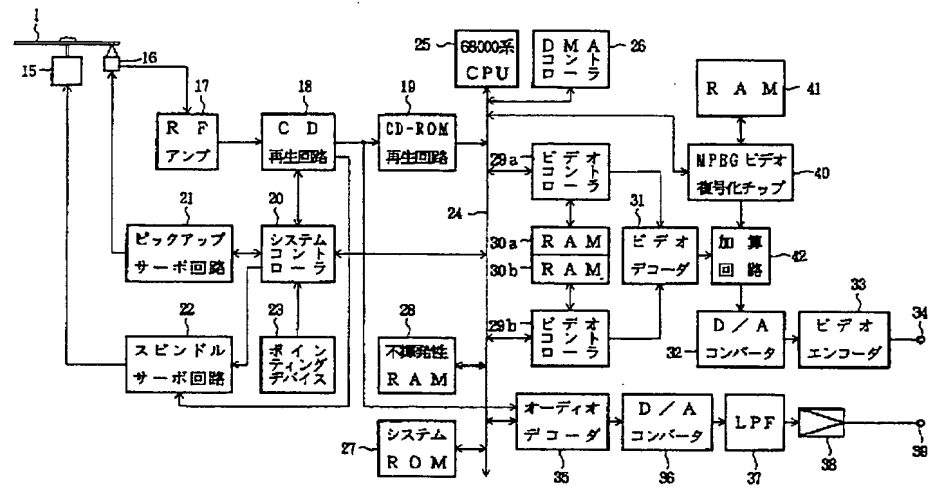 1
15
16
17
RF
アンプ
18
CD
再生回路
19
CD-ROM
再生回路
25
68000系
CPU
DMA
コント
ローラ
26
RAM
41
21
ピックアップ
サーボ回路
20
システム
コント
ローラ
24
29a
ビデオ
コント
ローラ
MPEGビデオ
復号化チップ
40
31
ビデオ
デコーダ
30a
RAM
30b
RAM
加算
回路
42
22
スピンドル
サーボ回路
23
ポイン
ティング
デバイス
28
不揮発性
RAM
29b
ビデオ
コント
ローラ
32
D/A
コンバータ
33
ビデオ
エンコーダ
34
27
システム
ROM
オーディオ
デコーダ
35
D/A
コンバータ
36
LPF
37
38
39